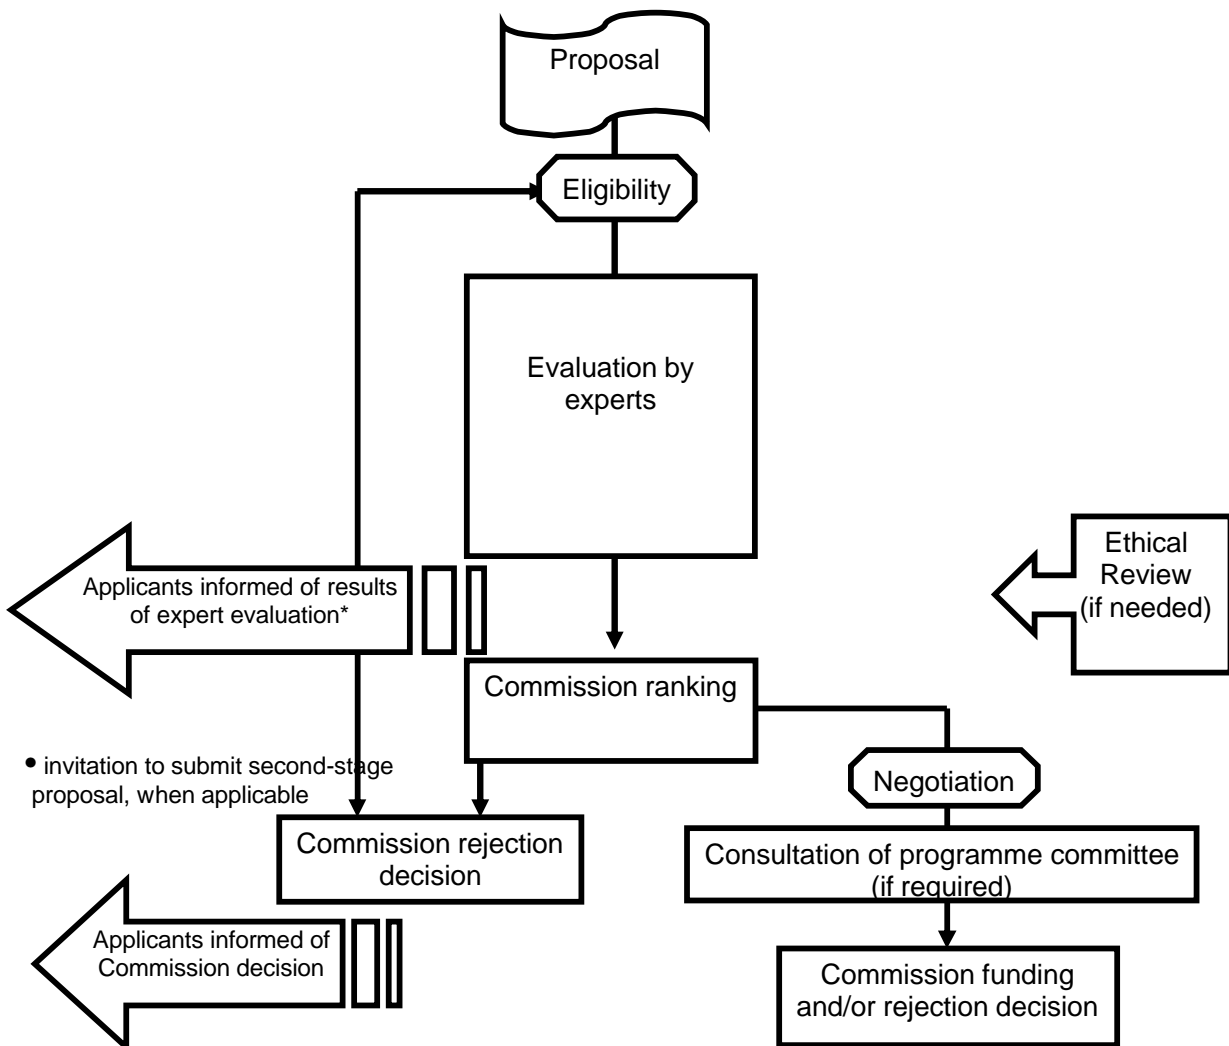 Proposal
Eligibility
Evaluation by
experts
Ethical
Review
(if needed)
Applicants informed of results
of expert evaluation*
Commission ranking
• invitation to submit second-stage
proposal, when applicable
Negotiation
Commission rejection
decision
Consultation of programme committee
(if required)
Applicants informed of
Commission decision
Commission funding
and/or rejection decision